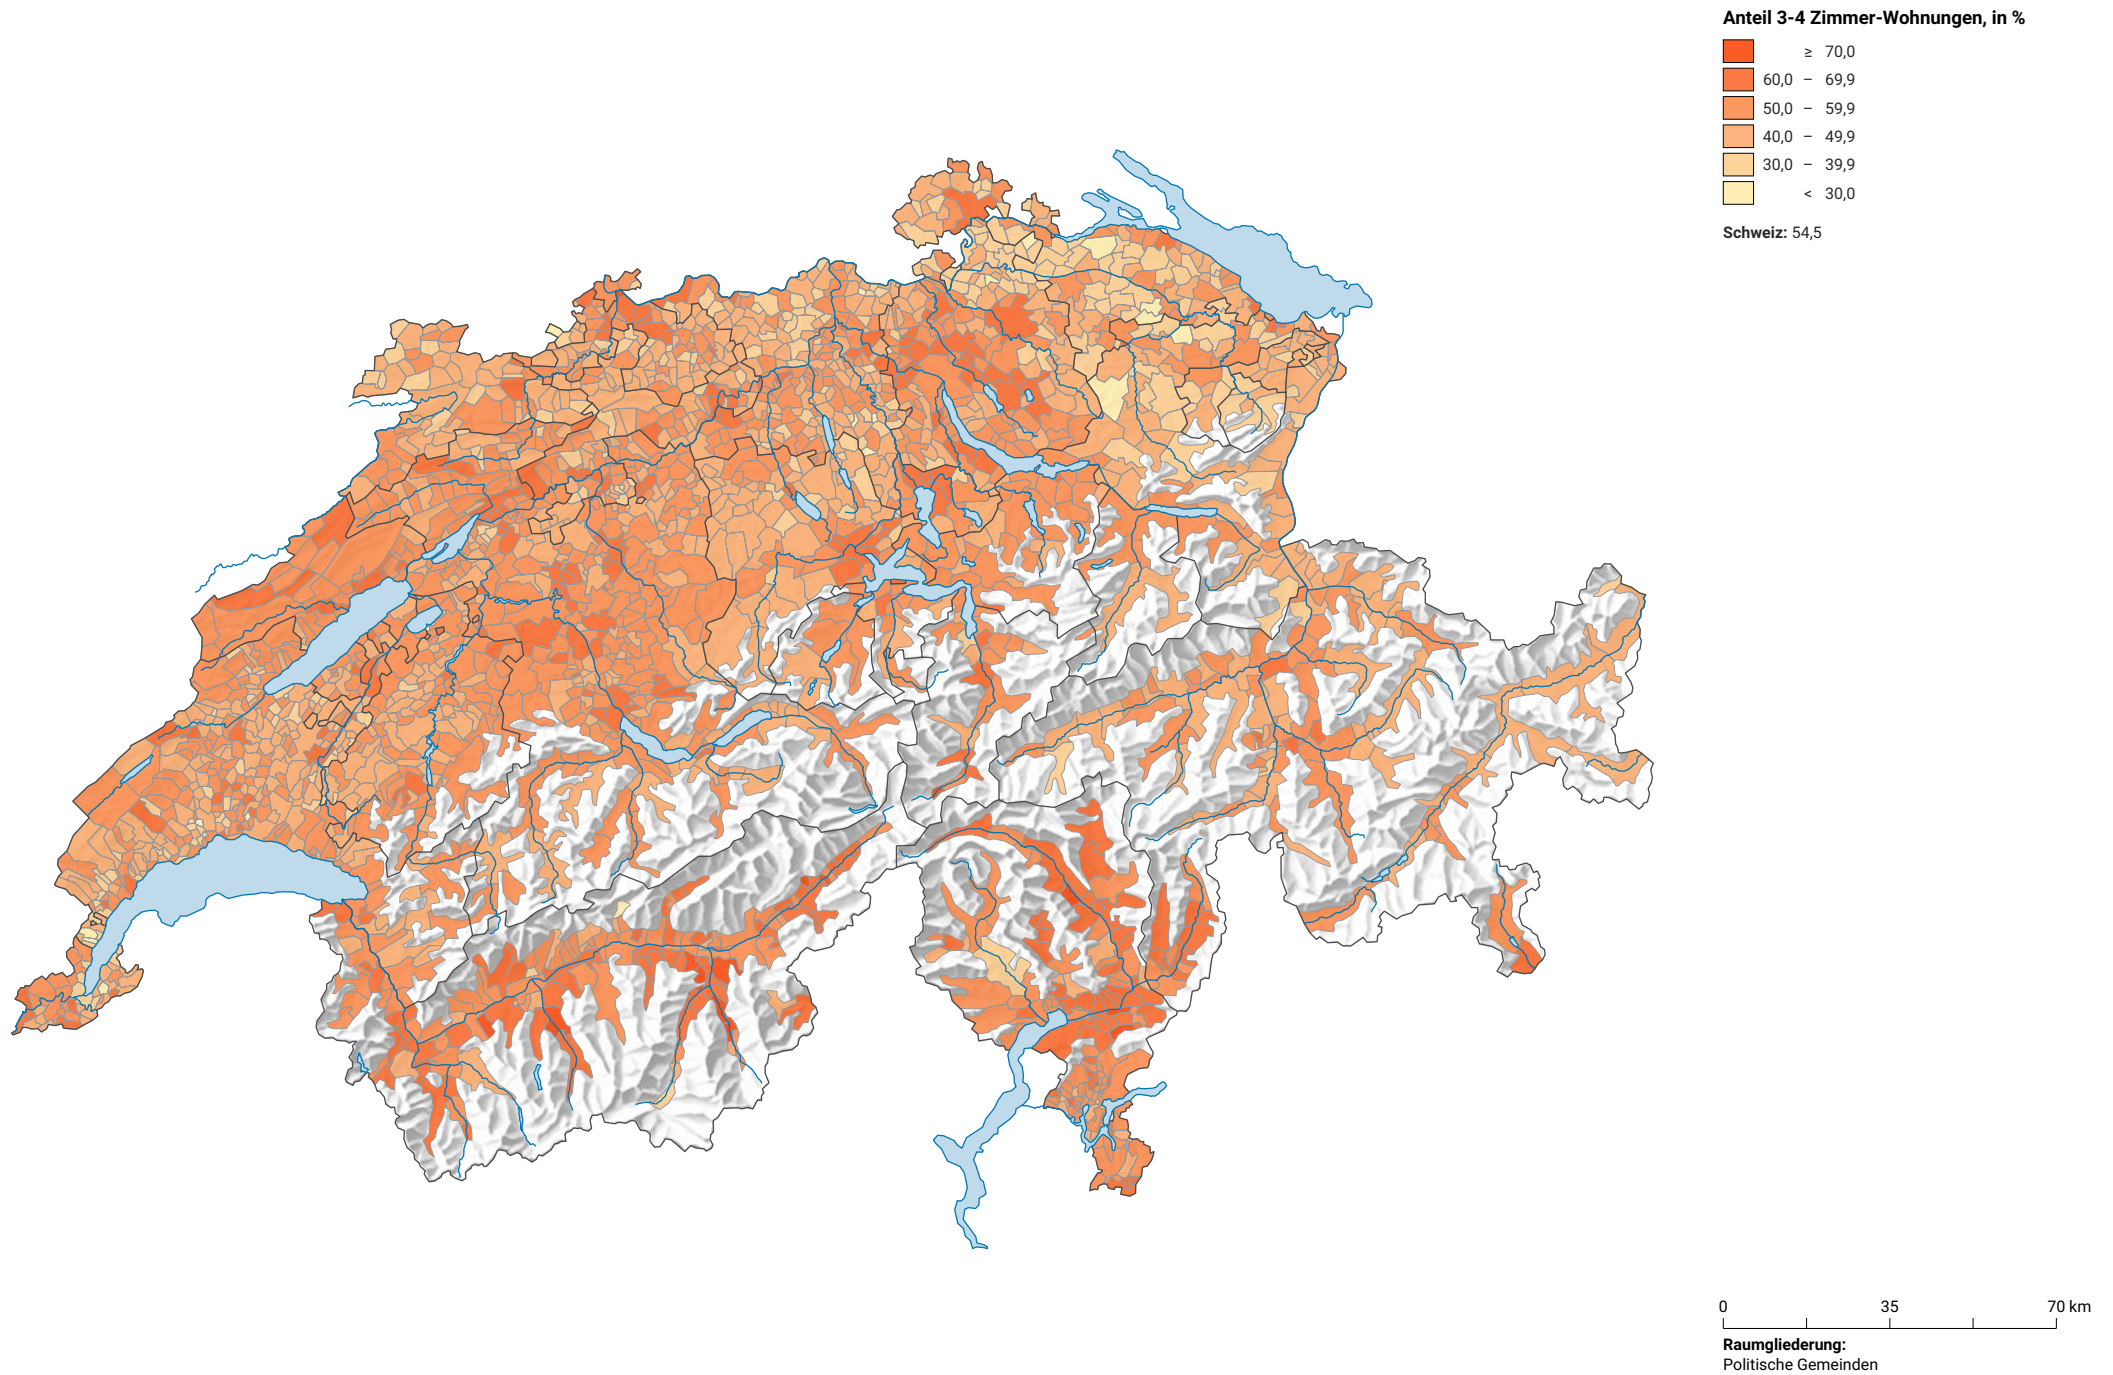 Anteil 3-4 Zimmer-Wohnungen, in %
≥ 70,0
60,0 – 69,9
50,0 – 59,9
40,0 – 49,9
30,0 – 39,9
< 30,0
Schweiz: 54,5
0 35 70 km
Raumgliederung:
Politische Gemeinden